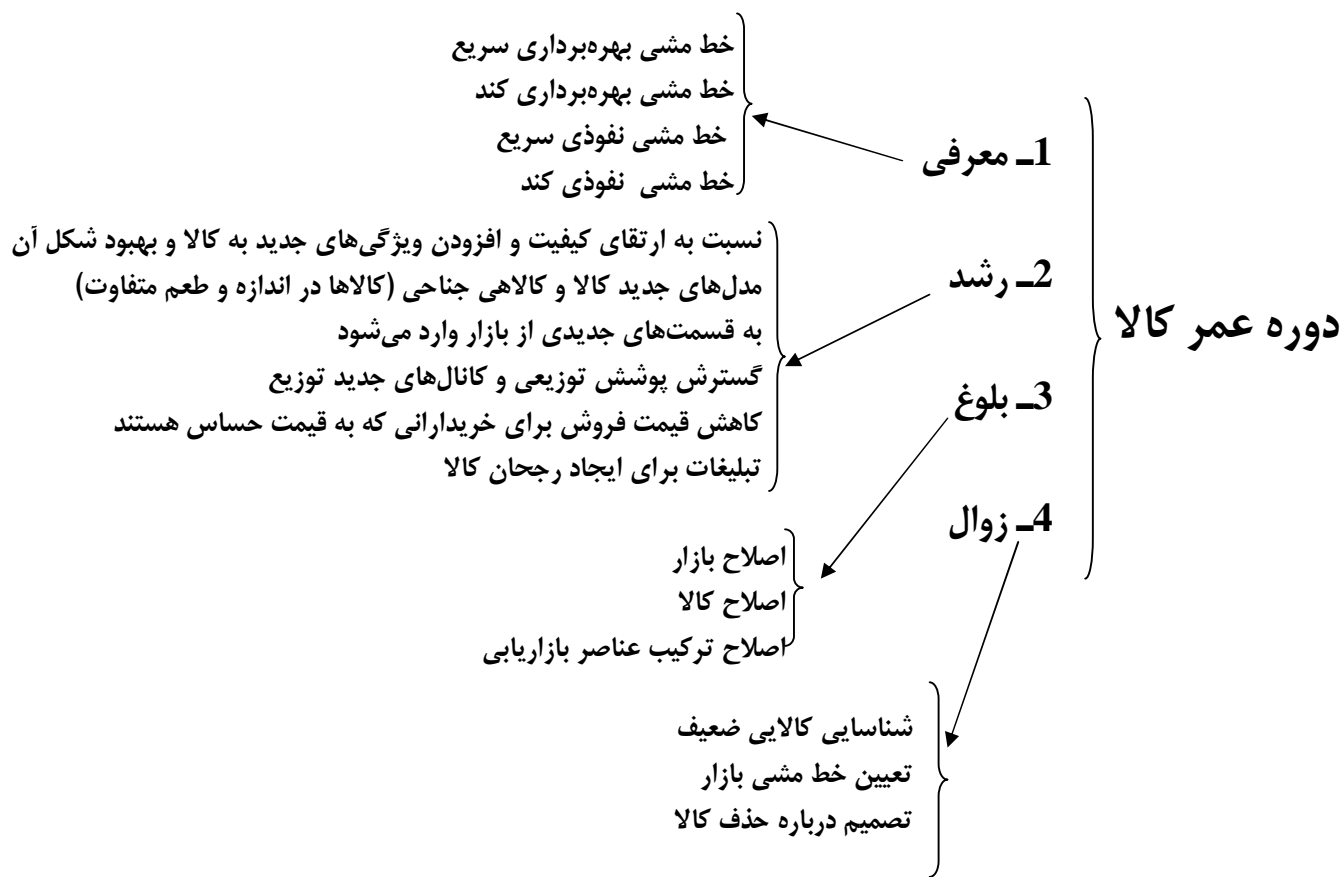 دوره عمر کالا
1ـ معرفی
خط مشی بهره‌برداری سریع
خط مشی بهره‌برداری کند
خط مشی نفوذی سریع
خط مشی نفوذی کند
2ـ رشد
نسبت به ارتقای کیفیت و افزودن ویژگی‌های جدید به کالا و بهبود شکل آن
مدل‌های جدید کالا و کالاهی جناحی (کالاها در اندازه و طعم متفاوت)
به قسمت‌های جدیدی از بازار وارد می‌شود
گسترش پوشش توزیعی و کانال‌های جدید توزیع
کاهش قیمت فروش برای خریدارانی که به قیمت حساس هستند
تبلیغات برای ایجاد رجحان کالا
3ـ بلوغ
اصلاح بازار
اصلاح کالا
اصلاح ترکیب عناصر بازاریابی
4ـ زوال
شناسایی کالایی ضعیف
تعیین خط مشی بازار
تصمیم درباره حذف کالا